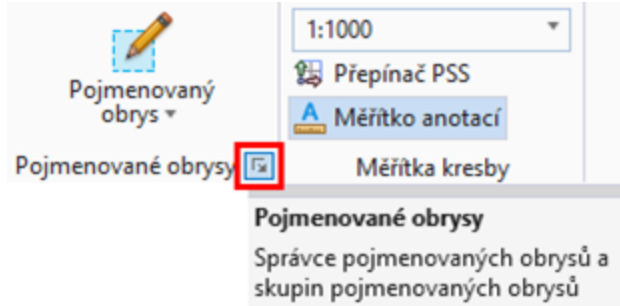 Pojmenovaný
obrys
Pojmenované obrysy
1:1000
Přepínač PSS
A Měřítko anotací
Měřítka kresby
Pojmenované obrysy
Správce pojmenovaných obrysů a
skupin pojmenovaných obrysů